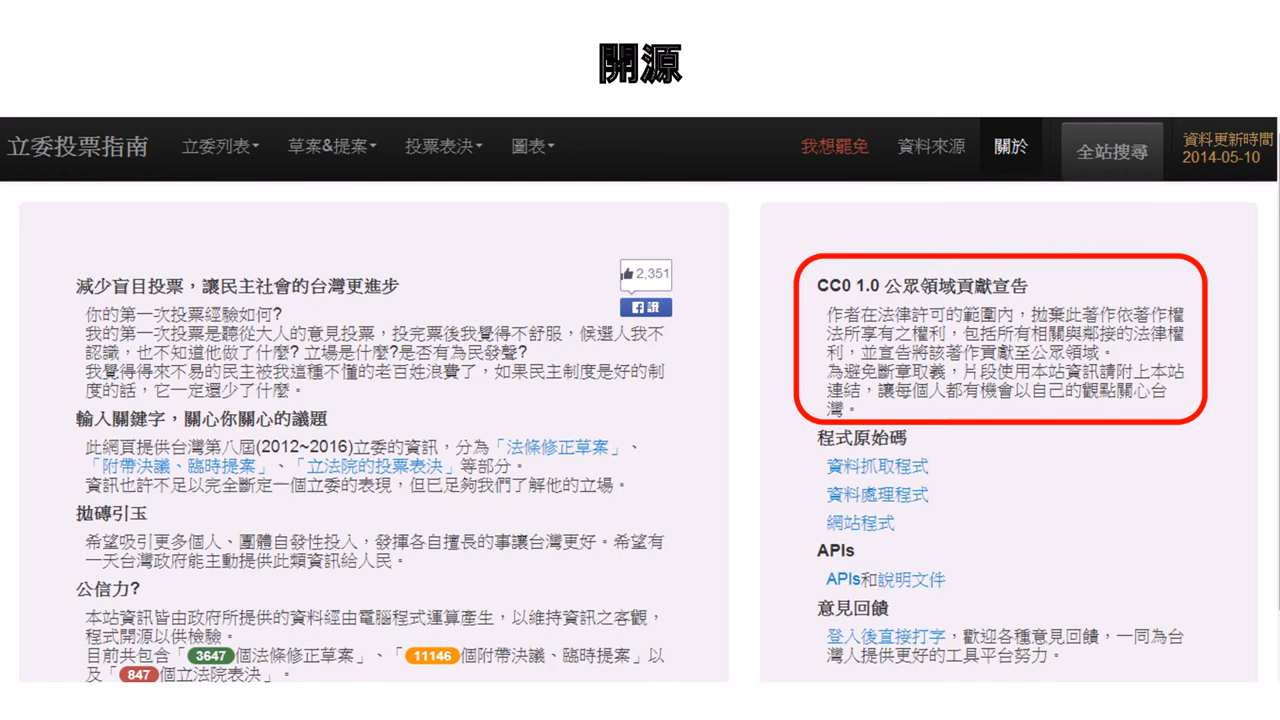 開源
立委投票指南 立委列表 草案&提案 投票表決 圖表 我想罷免 資料來源 關於 全站搜尋 資料更新時間
2014-05-10
減少盲目投票，讓民主社會的台灣更進步
2,351
讚
你的第一次投票經驗如何?
我的第一次投票是聽從大人的意見投票，投完票後我覺得不舒服，候選人我不
認識，也不知道他做了什麼? 立場是什麼?是否有為民發聲?
我覺得得來不易的民主被我這種不懂的老百姓浪費了，如果民主制度是好的制
度的話，它一定還少了什麼。
輸入關鍵字，關心你關心的議題
此網頁提供台灣第八屆(2012~2016)立委的資訊，分為「法條修正草案」、
「附帶決議、臨時提案」、「立法院的投票表決」等部分。
資訊也許不足以完全斷定一個立委的表現，但已足夠我們了解他的立場。
拋磚引玉
希望吸引更多個人、團體自發性投入，發揮各自擅長的事讓台灣更好。希望有
一天台灣政府能主動提供此類資訊給人民。
公信力?
本站資訊皆由政府所提供的資料經由電腦程式運算產生，以維持資訊之客觀，
程式開源以供檢驗。
目前共包含「3647個法條修正草案」、「11146個附帶決議、臨時提案」以
及「847個立法院表決」。
CC0 1.0 公眾領域貢獻宣告
作者在法律許可的範圍內，拋棄此著作依著作權
法所享有之權利，包括所有相關與鄰接的法律權
利，並宣告將該著作貢獻至公眾領域。
為避免斷章取義，片段使用本站資訊請附上本站
連結，讓每個人都有機會以自己的觀點關心台
灣。
程式原始碼
資料抓取程式
資料處理程式
網站程式
APIs
APIs和說明文件
意見回饋
登入後直接打字，歡迎各種意見回饋，一同為台
灣人提供更好的工具平台努力。